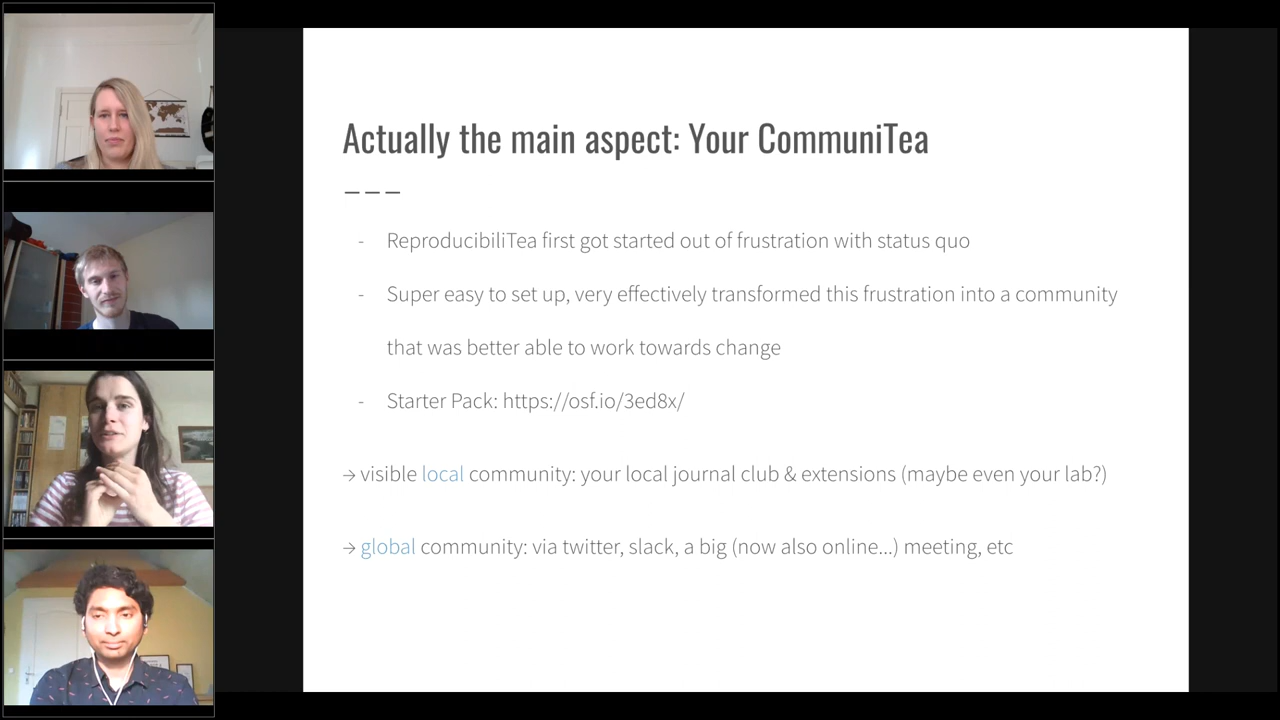 Actually the main aspect: Your CommuniTea
- ReproducibiliTea first got started out of frustration with status quo
- Super easy to set up, very effectively transformed this frustration into a community
that was better able to work towards change
- Starter Pack: https://osf.io/3ed8x/
→ visible local community: your local journal club & extensions (maybe even your lab?)
→ global community: via twitter, slack, a big (now also online...) meeting, etc